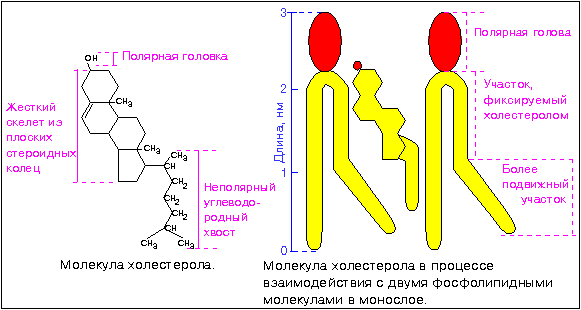 OH
Полярная головка
Жесткий
скелет из
плоских
стероидных
колец
CH3
CH3
CH3
CH
CH2
CH2
CH2
CH
CH3
CH3
Неполярный
углеводо-
родный
хвост
Молекула холестерола.
Длина, нм
3
2
1
0
Полярная голова
Участок,
фиксируемый
холестеролом
Более
подвижный
участок
Молекула холестерола в процессе
взаимодействия с двумя фосфолипидными
молекулами в монослое.